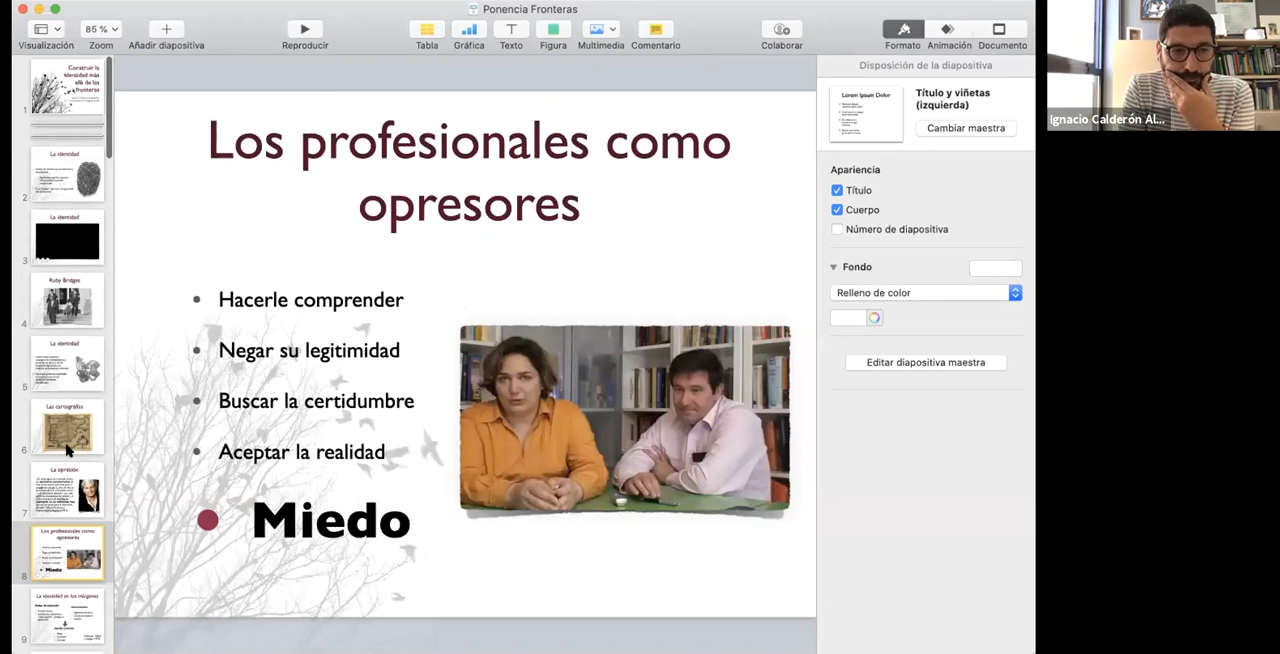 Ponencia Fronteras
85 %
Visualización
Zoom
Añadir diapositiva
Reproducir
Tabla
Gráfica
Texto
Figura
Multimedia
Comentario
Colaborar
Formato
Animación
Documento
Construir la
identidad más
allá de las
fronteras
1
La identidad
2
La identidad
3
Ruby Bridges
4
La identidad
5
Las cartografías
6
La opresión
7
Los profesionales como
opresores
Miedo
8
La identidad en los márgenes
9
Los profesionales como
opresores
Hacerle comprender
Negar su legitimidad
Buscar la certidumbre
Aceptar la realidad
Miedo
Disposición de la diapositiva
Lorem Ipsum Dolor
Título y viñetas
(izquierda)
Cambiar maestra
Apariencia
Título
Cuerpo
Número de diapositiva
Fondo
Relleno de color
Editar diapositiva maestra
Ignacio Calderón Al...